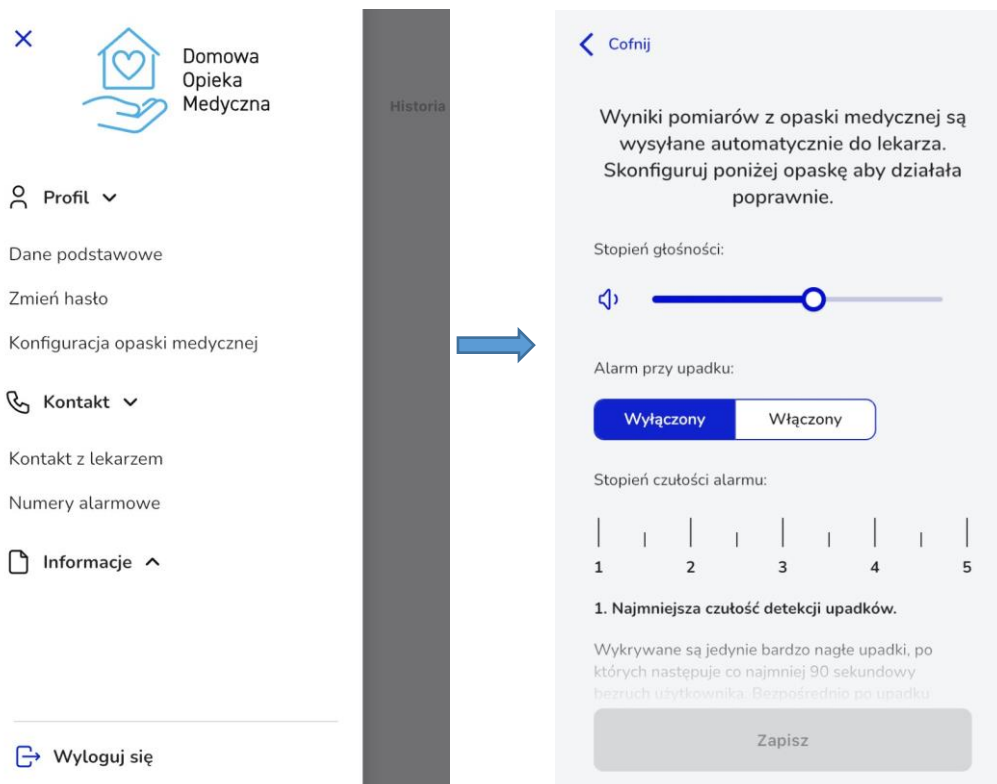 Domowa
Opieka
Medyczna
Historia
Profil
Dane podstawowe
Zmień hasło
Konfiguracja opaski medycznej
Kontakt
Kontakt z lekarzem
Numery alarmowe
Informacje
Wyloguj się
Cofnij
Wyniki pomiarów z opaski medycznej są
wysyłane automatycznie do lekarza.
Skonfiguruj poniżej opaskę aby działała
poprawnie.
Stopień głośności:
Alarm przy upadku:
Wyłączony Włączony
Stopień czułości alarmu:
1 2 3 4 5
1. Najmniejsza czułość detekcji upadków.
Wykrywane są jedynie bardzo nagłe upadki, po
których następuje co najmniej 90 sekundowy
bezruch użytkownika. Bezpośrednio po upadku
Zapisz